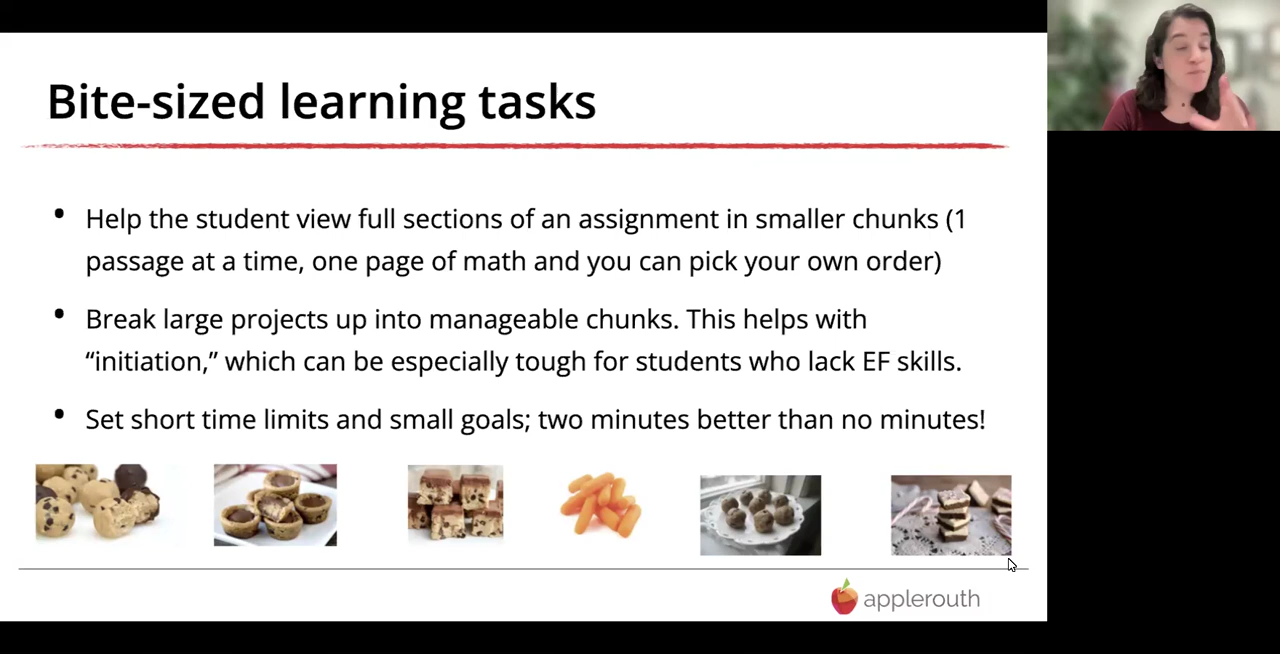 Bite-sized learning tasks
• Help the student view full sections of an assignment in smaller chunks (1
passage at a time, one page of math and you can pick your own order)
• Break large projects up into manageable chunks. This helps with
“initiation,” which can be especially tough for students who lack EF skills.
• Set short time limits and small goals; two minutes better than no minutes!
applerouth